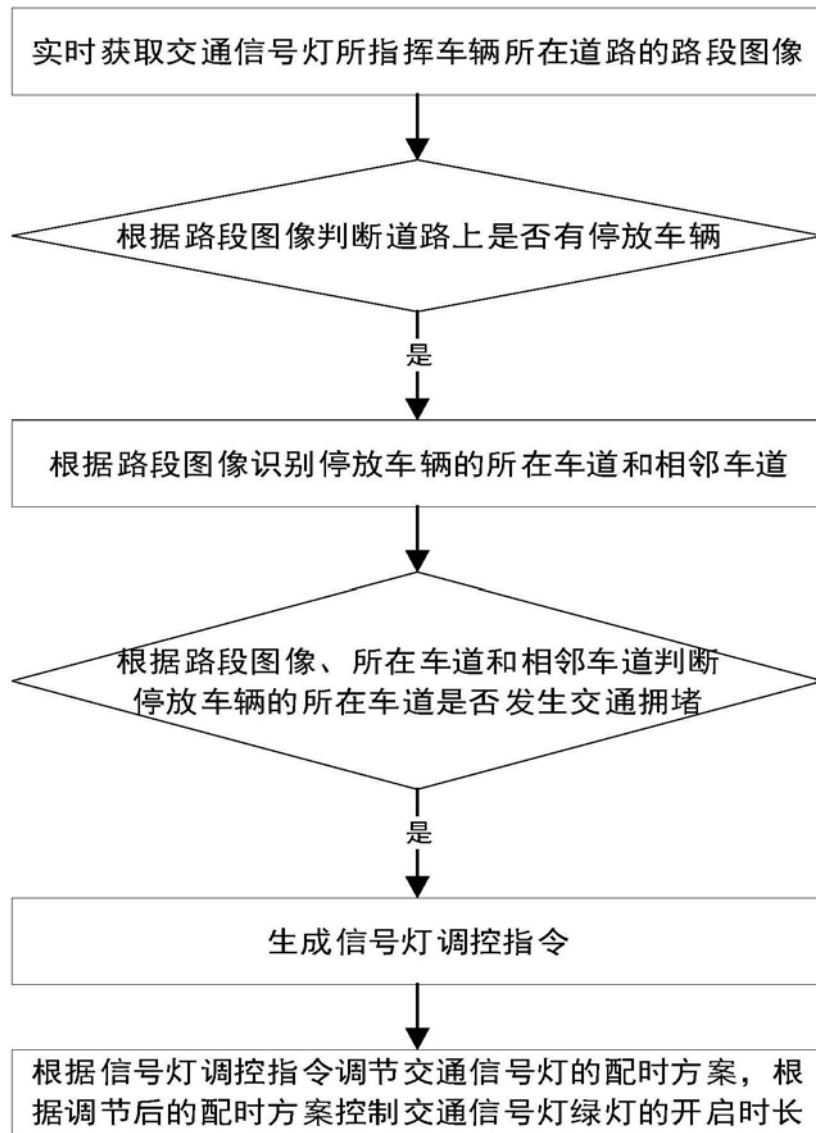 实时获取交通信号灯所指挥车辆所在道路的路段图像
根据路段图像判断道路上是否有停放车辆
是
根据路段图像识别停放车辆的所在车道和相邻车道
根据路段图像、所在车道和相邻车道判断
停放车辆的所在车道是否发生交通拥堵
是
生成信号灯调控指令
根据信号灯调控指令调节交通信号灯的配时方案，根
据调节后的配时方案控制交通信号灯绿灯的开启时长